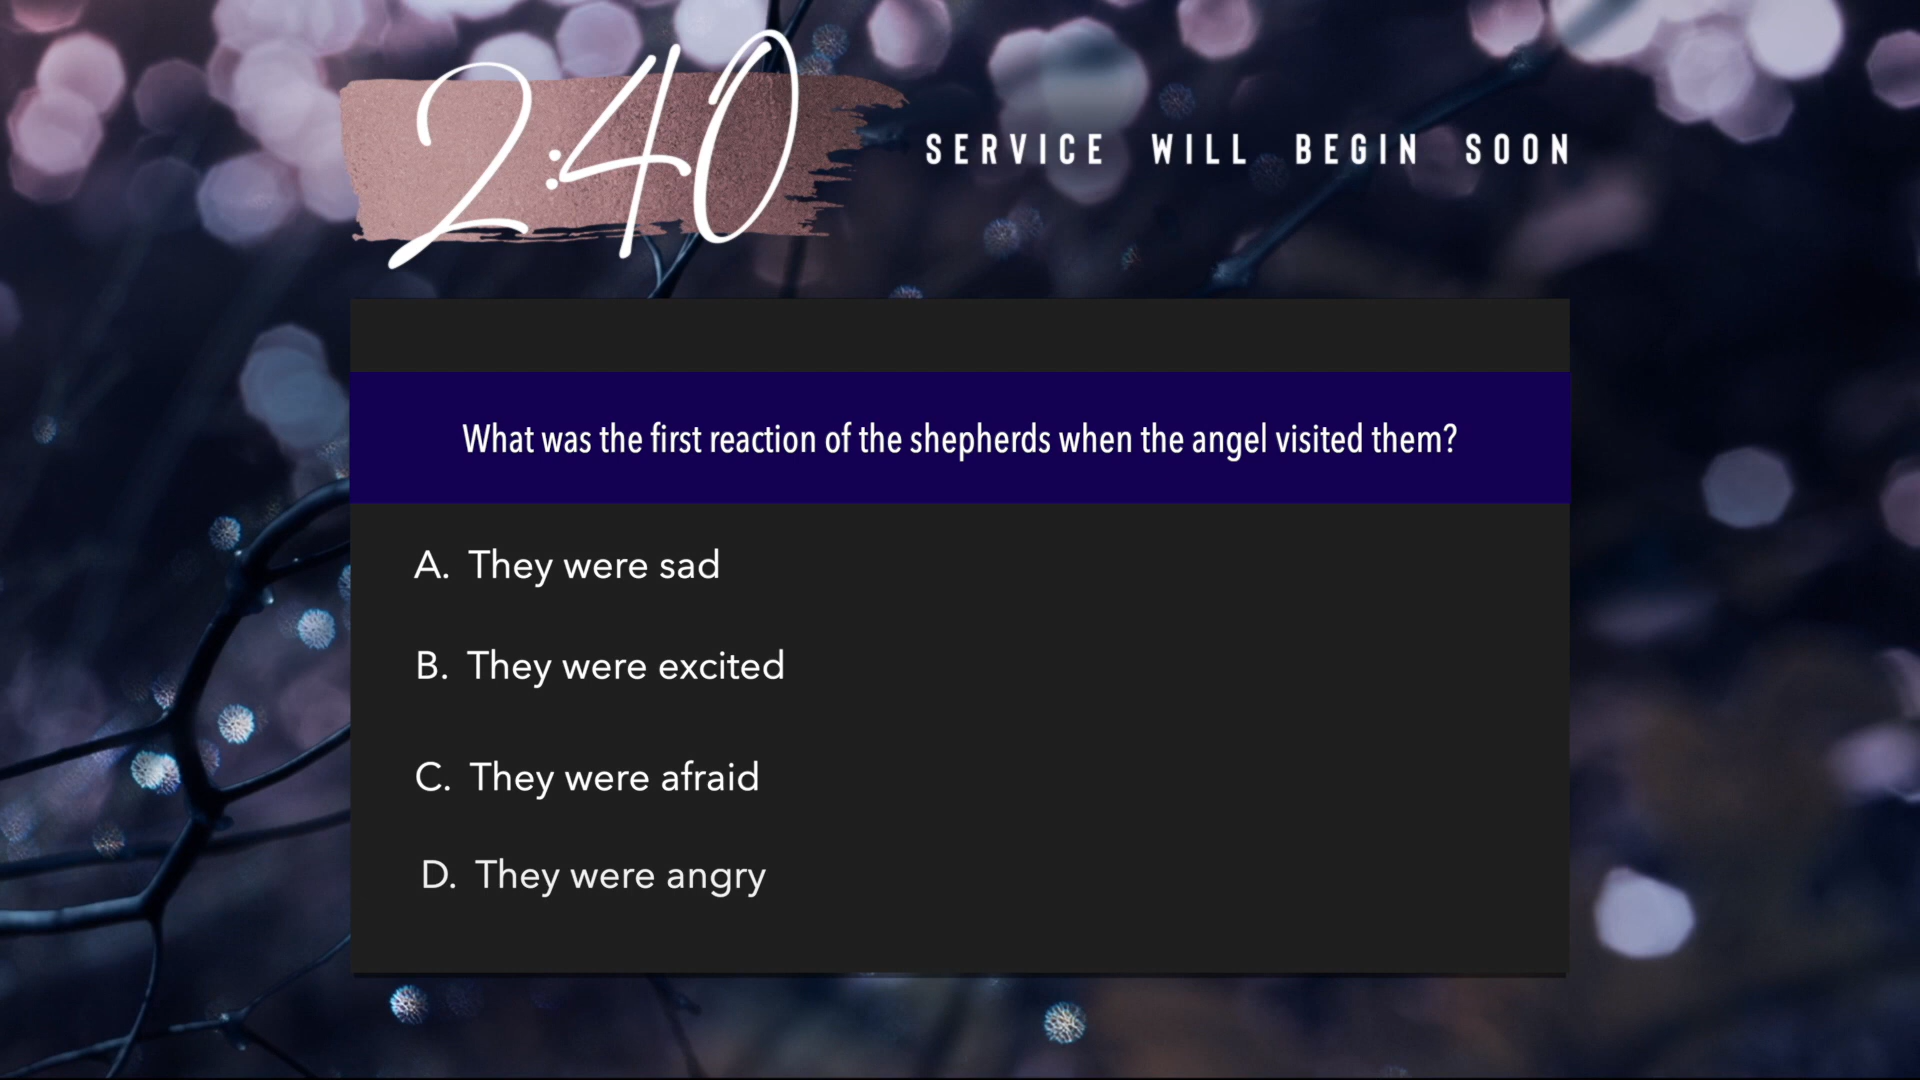 2:40
SERVICE WILL BEGIN SOON
What was the first reaction of the shepherds when the angel visited them?
A. They were sad
B. They were excited
C. They were afraid
D. They were angry